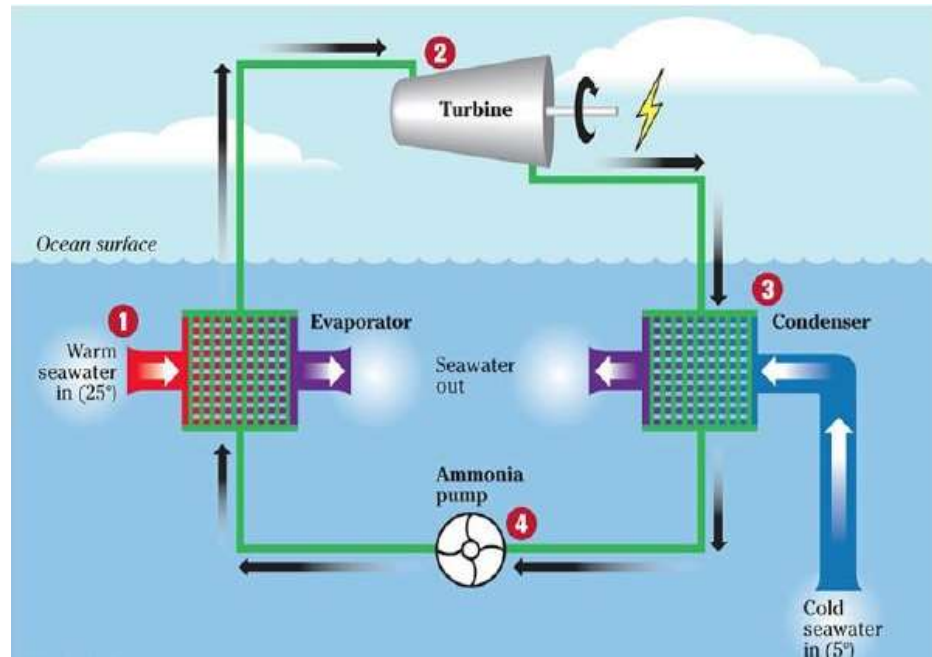 2
Turbine
Ocean surface
1
Warm
seawater
in (25°)
Evaporator
Seawater
out
3
Condenser
Ammonia
pump
4
Cold
seawater
in (5°)